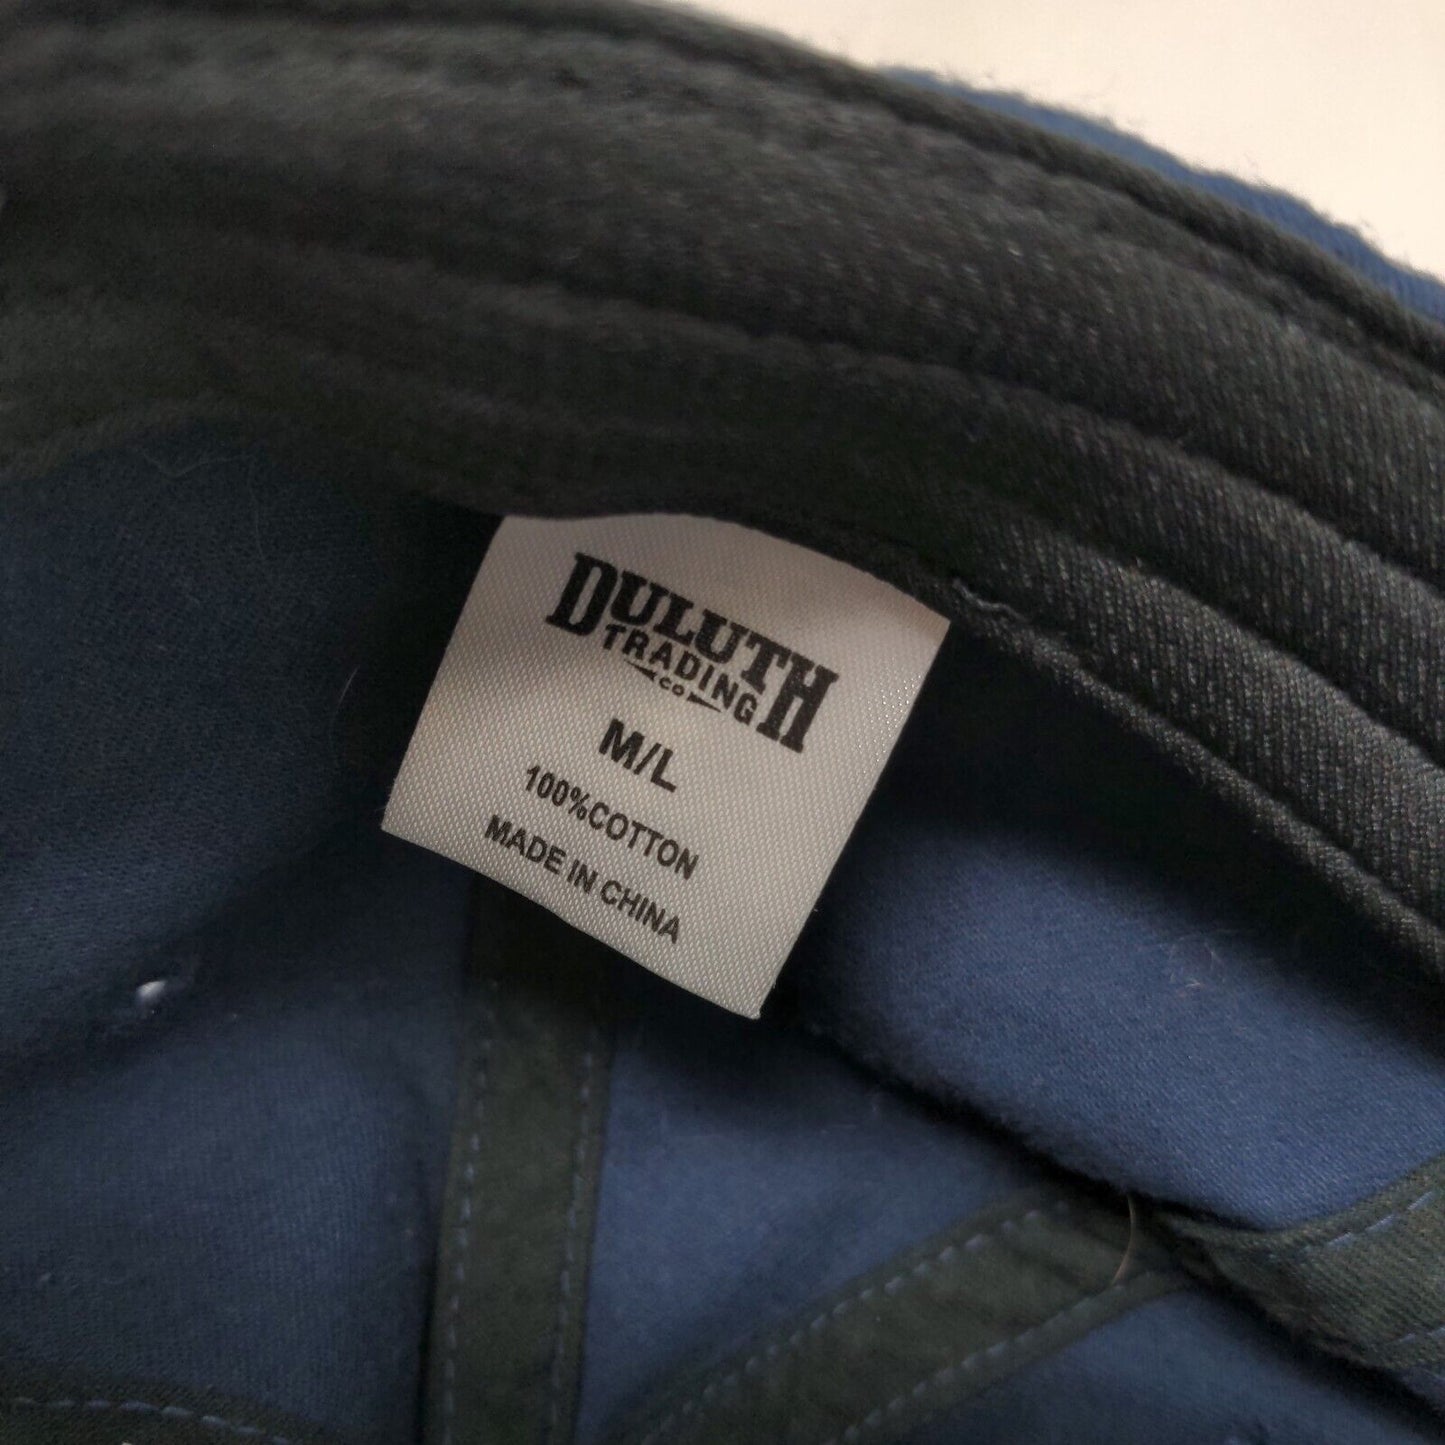 DULUTH
TRADING
CO
M/L
100%COTTON
MADE IN CHINA